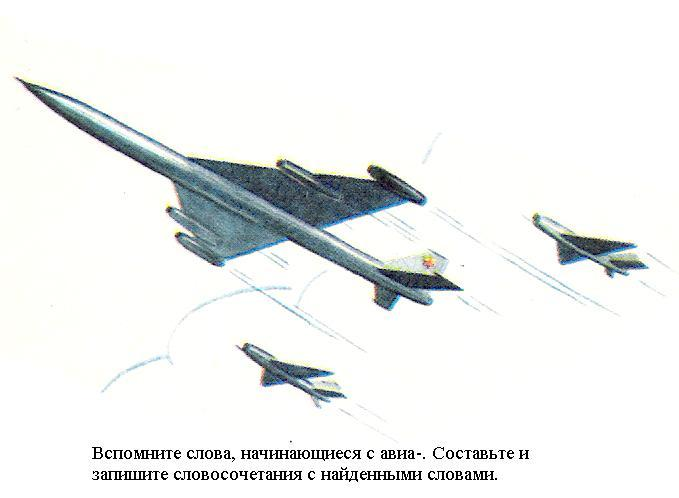 Вспомните слова, начинающиеся с авиа-. Составьте и
запишите словосочетания с найденными словами.